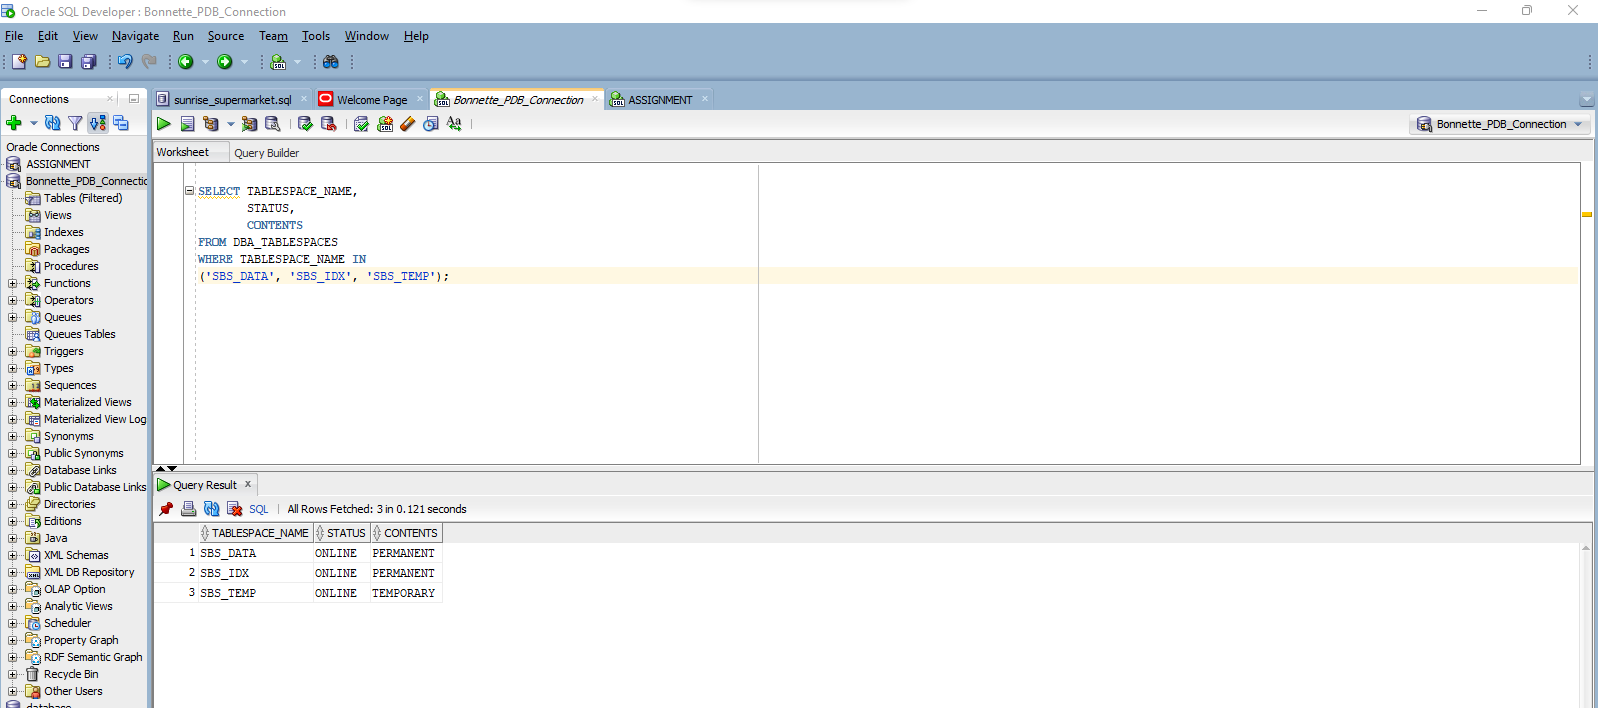 Oracle SQL Developer : Bonnette_PDB_Connection
File Edit View Navigate Run Source Team Tools Window Help
Connections
Oracle Connections
ASSIGNMENT
Bonnette_PDB_Connectic
Tables (Filtered)
Views
Indexes
Packages
Procedures
Functions
Operators
Queues
Queues Tables
Triggers
Types
Sequences
Materialized Views
Materialized View Log
Synonyms
Public Synonyms
Database Links
Public Database Links
Directories
Editions
Java
XML Schemas
XML DB Repository
OLAP Option
Analytic Views
Scheduler
Property Graph
RDF Semantic Graph
Recycle Bin
Other Users
database
sunrise_supermarket.sql Welcome Page Bonnette_PDB_Connection ASSIGNMENT
Bonnette_PDB_Connection
Worksheet Query Builder
SELECT TABLESPACE_NAME,
STATUS,
CONTENTS
FROM DBA_TABLESPACES
WHERE TABLESPACE_NAME IN
('SBS_DATA', 'SBS_IDX', 'SBS_TEMP');
Query Result
SQL | All Rows Fetched: 3 in 0.121 seconds
TABLESPACE_NAME STATUS CONTENTS
1 SBS_DATA ONLINE PERMANENT
2 SBS_IDX ONLINE PERMANENT
3 SBS_TEMP ONLINE TEMPORARY